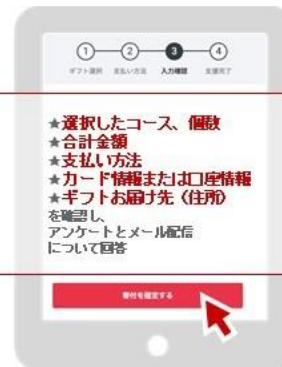 1 2 3 4
ギフト選択 支払い方法 入力確認 支援完了
★選択したコース、個数
★合計金額
★支払い方法
★カード情報または口座情報
★ギフトお届け先（住所）
を確認し、
アンケートとメール配信
について回答
寄付を確定する